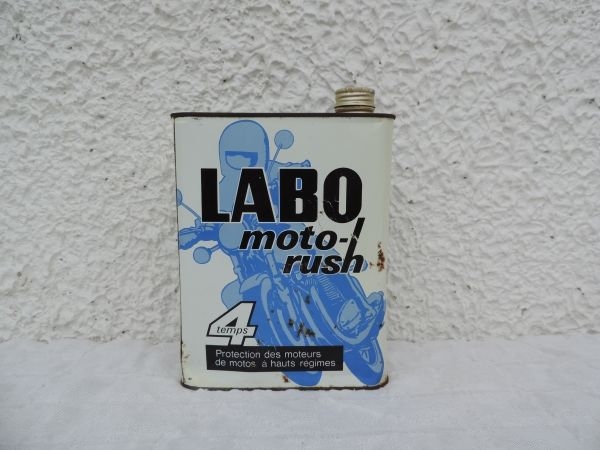 LABO
moto-
rush
4
temps
Protection des moteurs
de motos à hauts régimes